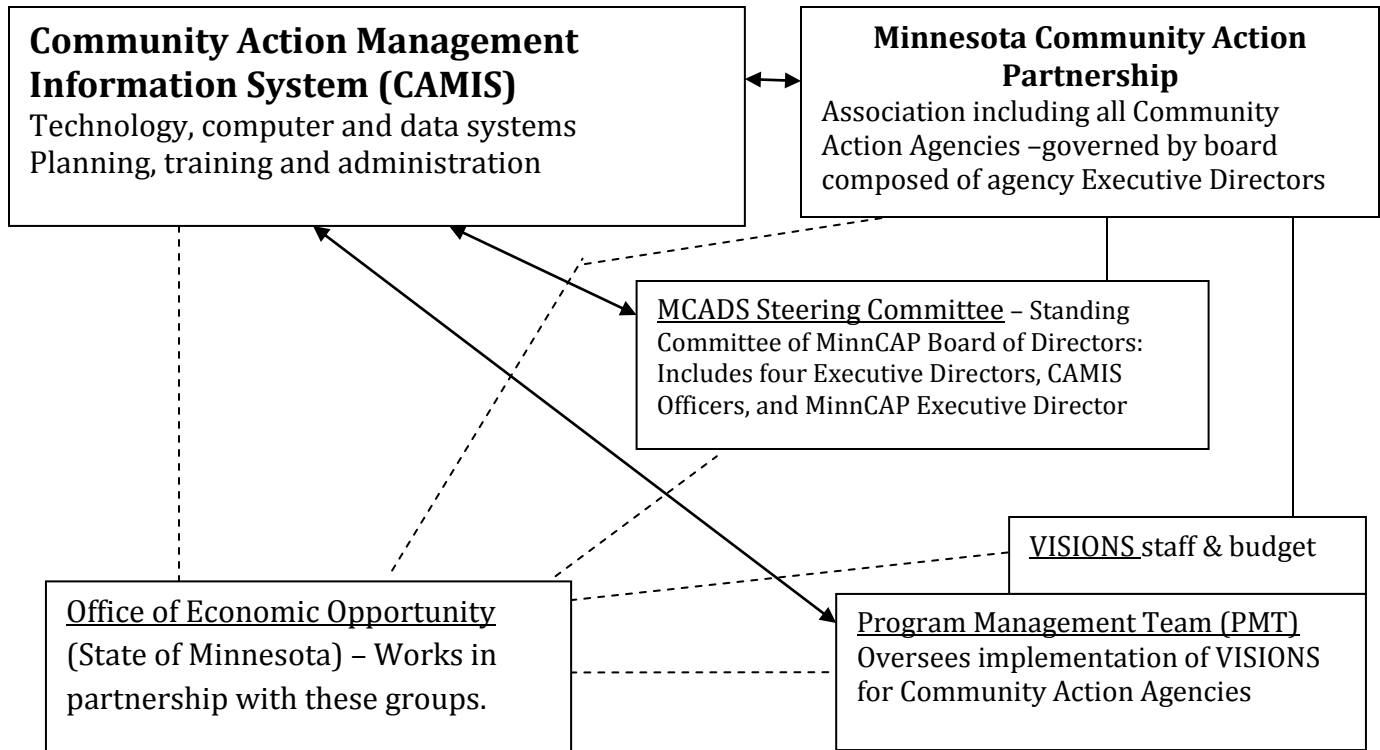 Community Action Management
Information System (CAMIS)
Technology, computer and data systems
Planning, training and administration
Minnesota Community Action
Partnership
Association including all Community
Action Agencies –governed by board
composed of agency Executive Directors
MCADS Steering Committee – Standing
Committee of MinnCAP Board of Directors:
Includes four Executive Directors, CAMIS
Officers, and MinnCAP Executive Director
VISIONS staff & budget
Office of Economic Opportunity
(State of Minnesota) – Works in
partnership with these groups.
Program Management Team (PMT)
Oversees implementation of VISIONS
for Community Action Agencies